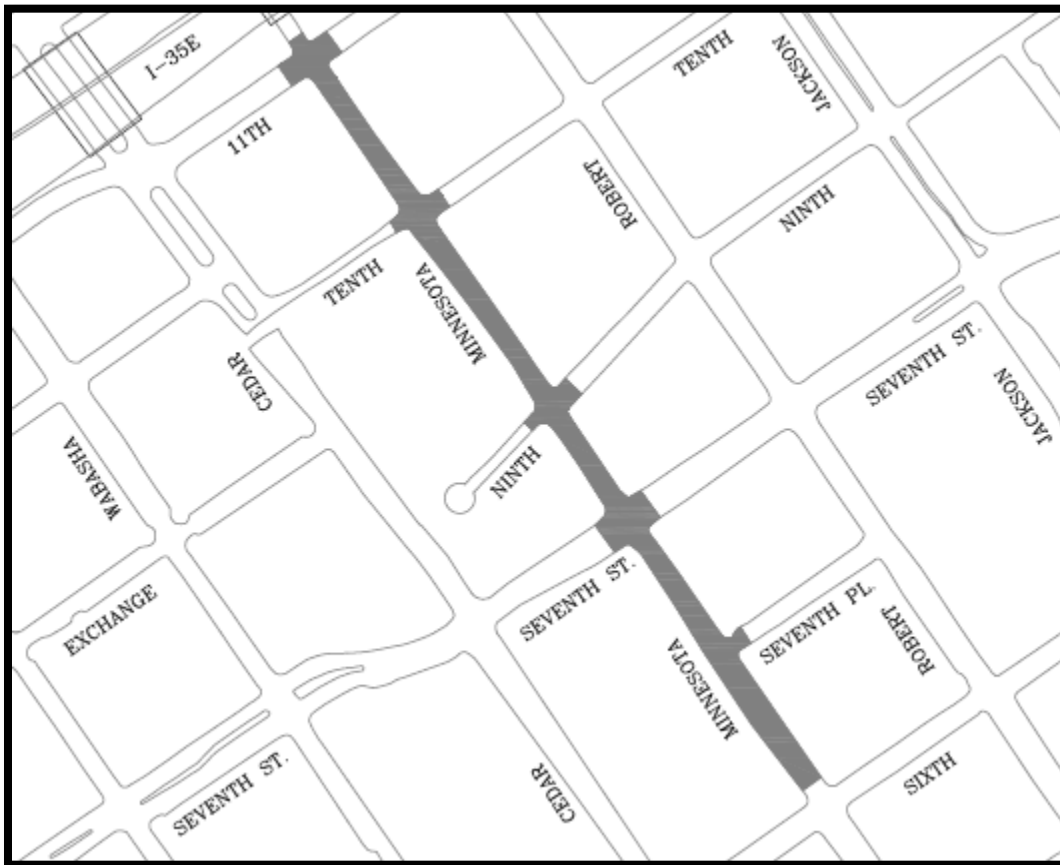 I-35E
TENTH
JACKSON
11TH
ROBERT
NINTH
TENTH
MINNESOTA
CEDAR
SEVENTH ST.
JACKSON
WABASHA
NINTH
EXCHANGE
SEVENTH ST.
SEVENTH PL.
ROBERT
MINNESOTA
SEVENTH ST.
CEDAR
SIXTH